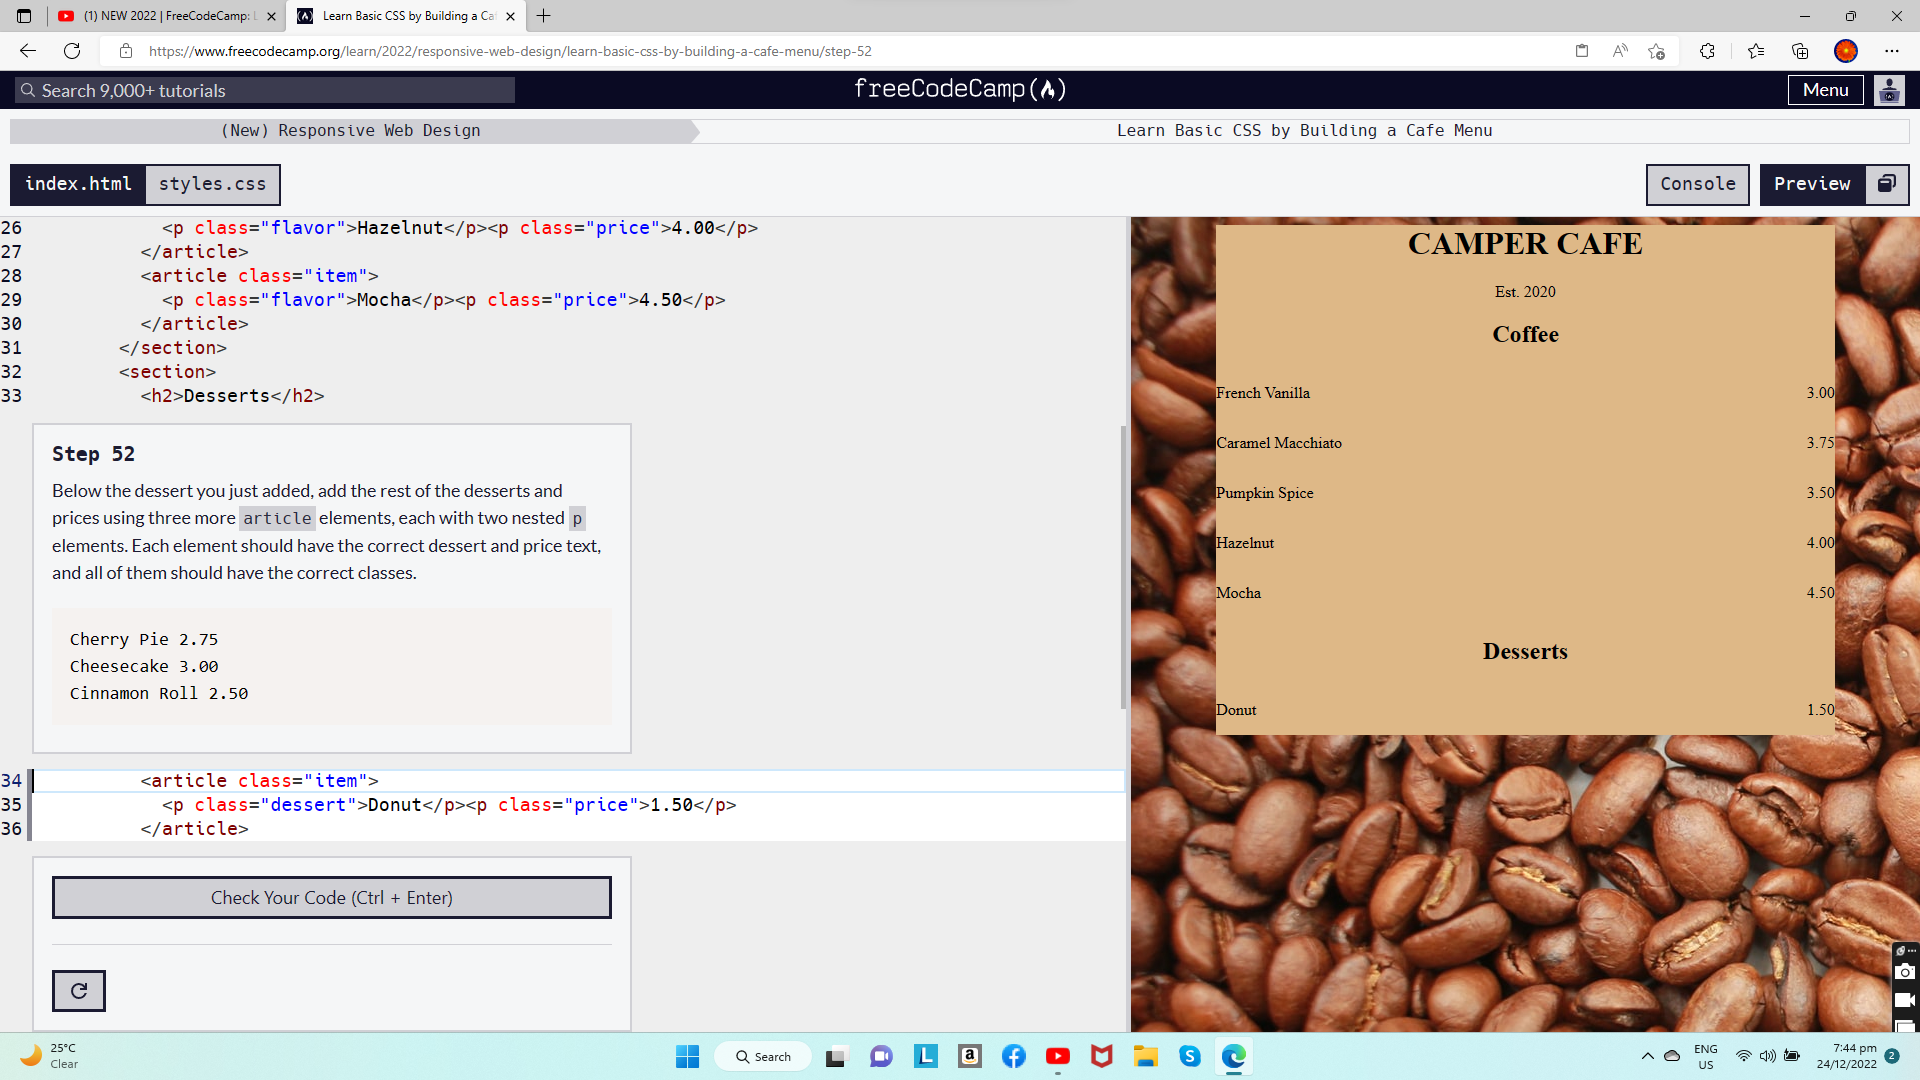 (1) NEW 2022 | FreeCodeCamp:
Learn Basic CSS by Building a Ca
https://www.freecodecamp.org/learn/2022/responsive-web-design/learn-basic-css-by-building-a-cafe-menu/step-52
Search 9,000+ tutorials
freeCodeCamp
Menu
(New) Responsive Web Design
Learn Basic CSS by Building a Cafe Menu
index.html
styles.css
Console
Preview
26 <p class="flavor">Hazelnut</p><p class="price">4.00</p>
27 </article>
28 <article class="item">
29 <p class="flavor">Mocha</p><p class="price">4.50</p>
30 </article>
31 </section>
32 <section>
33 <h2>Desserts</h2>
Step 52
Below the dessert you just added, add the rest of the desserts and
prices using three more article elements, each with two nested p
elements. Each element should have the correct dessert and price text,
and all of them should have the correct classes.
Cherry Pie 2.75
Cheesecake 3.00
Cinnamon Roll 2.50
34 <article class="item">
35 <p class="dessert">Donut</p><p class="price">1.50</p>
36 </article>
Check Your Code (Ctrl + Enter)
CAMPER CAFE
Est. 2020
Coffee
French Vanilla 3.00
Caramel Macchiato 3.75
Pumpkin Spice 3.50
Hazelnut 4.00
Mocha 4.50
Desserts
Donut 1.50
25°C
Clear
Search
ENG
US
7:44 pm
24/12/2022
2